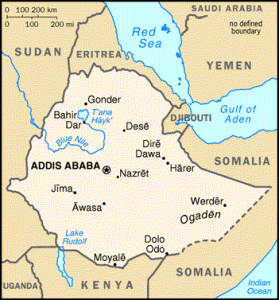 0 100 200 km
0 100 200 mi
SAUDI ARABIA
no defined
boundary
Red
Sea
SUDAN
ERITREA
YEMEN
Gonder
T'ana
Hāyk'
Bahir
Dar
Desē
Gulf of
Aden
DJIBOUTI
Blue Nile
Dirē
Dawa
ADDIS ABABA
Nazrēt
Hārer
SOMALIA
Jīma
Āwasa
Werdēr
Ogadēn
Lake
Rudolf
Dolo
Odo
Moyalē
UGANDA
KENYA
SOMALIA
Indian
Ocean